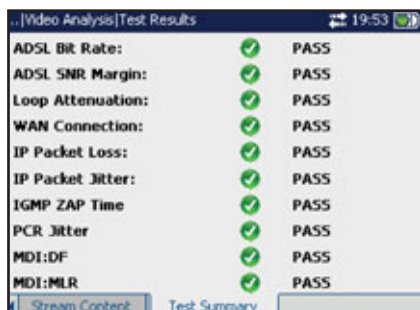 ..|Video Analysis|Test Results 19:53
ADSL Bit Rate: PASS
ADSL SNR Margin: PASS
Loop Attenuation: PASS
WAN Connection: PASS
IP Packet Loss: PASS
IP Packet Jitter: PASS
IGMP ZAP Time PASS
PCR Jitter PASS
MDI:DF PASS
MDI:MLR PASS
Stream Content Test Summary